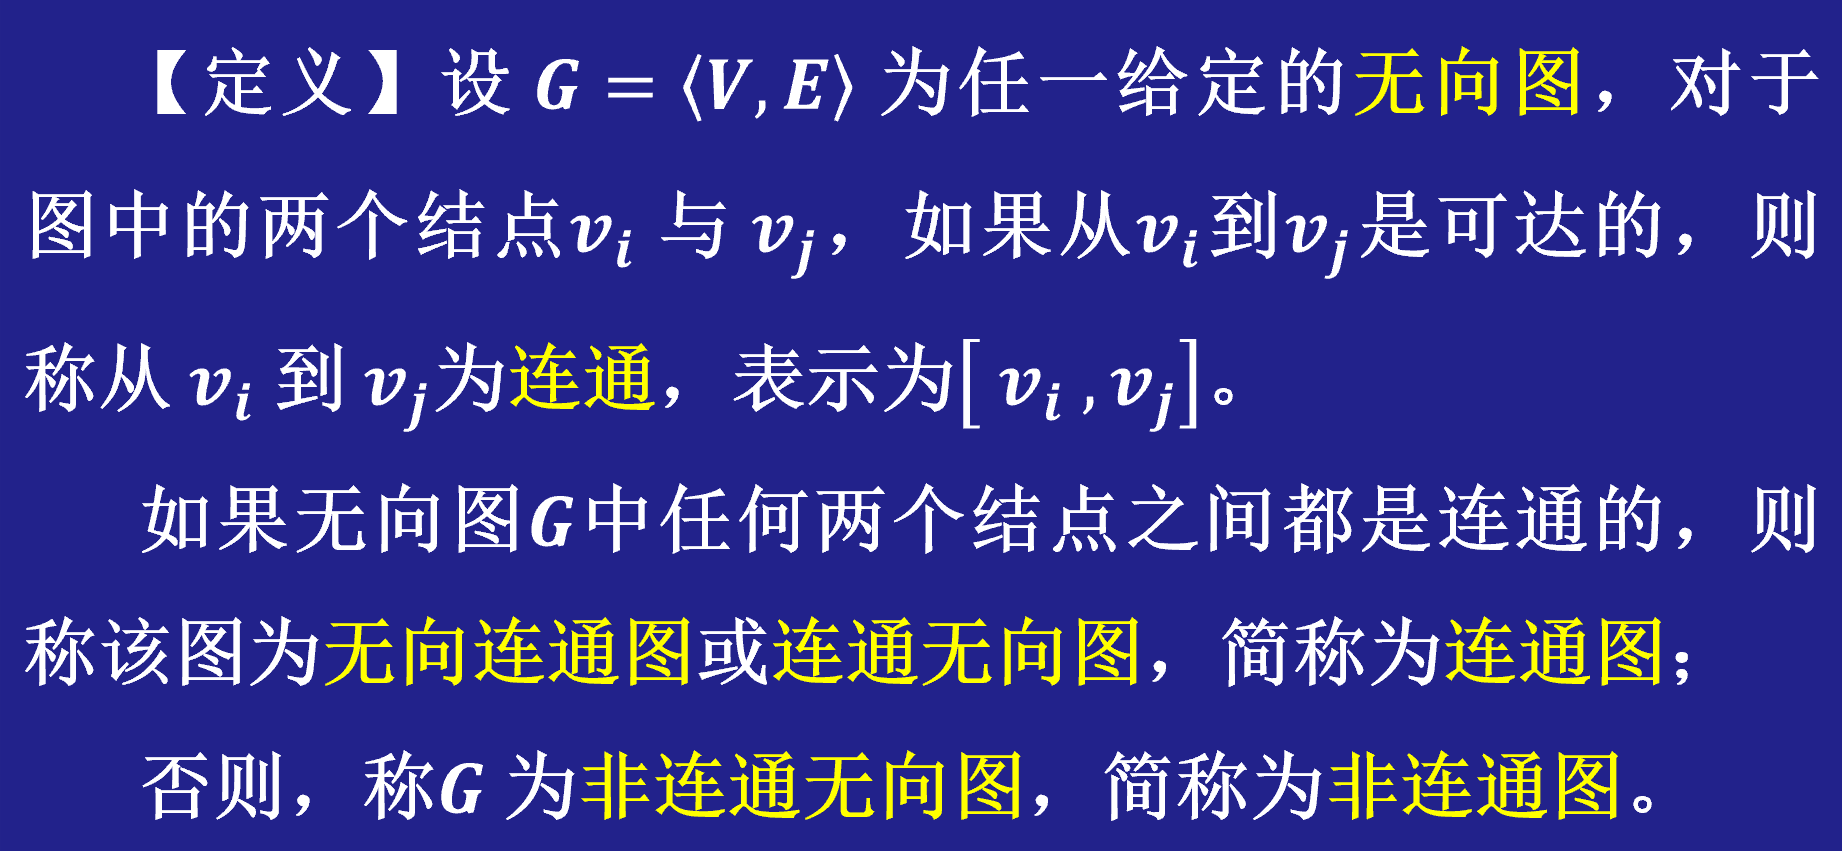 【定义】设 G = ⟨V, E⟩ 为任一给定的无向图，对于
图中的两个结点vᵢ 与 vⱼ，如果从vᵢ到vⱼ是可达的，则
称从 vᵢ 到 vⱼ为连通，表示为[ vᵢ , vⱼ]。
如果无向图G中任何两个结点之间都是连通的，则
称该图为无向连通图或连通无向图，简称为连通图；
否则，称G 为非连通无向图，简称为非连通图。